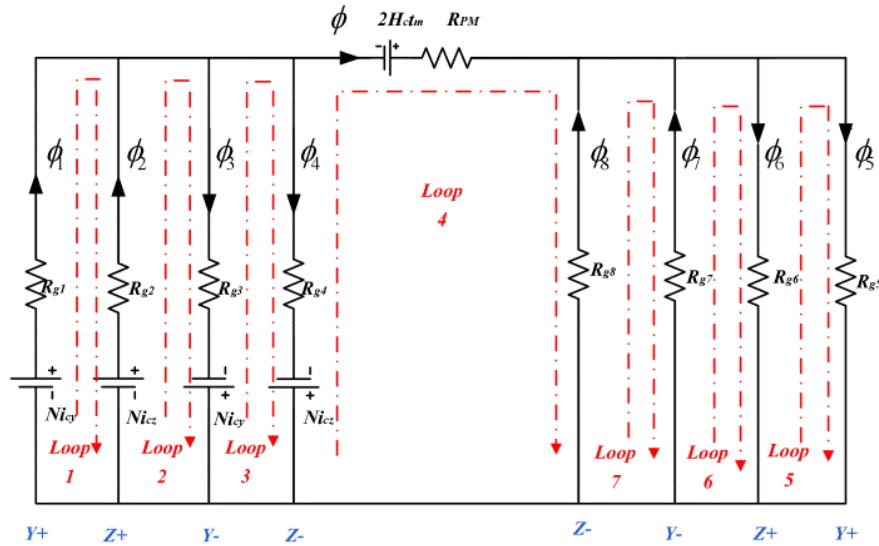 ϕ 2Hctm RPM
ϕ1 ϕ2 ϕ3 ϕ4 ϕ8 ϕ7 ϕ6 ϕ5
Loop
4
Rg1 Rg2 Rg3 Rg4 Rg8 Rg7 Rg6 Rg5
- +
+ + - -
- - + +
Nicy Nicz Nicy Nicz
Loop
1
Loop
2
Loop
3
Loop
7
Loop
6
Loop
5
Y+ Z+ Y- Z- Z- Y- Z+ Y+